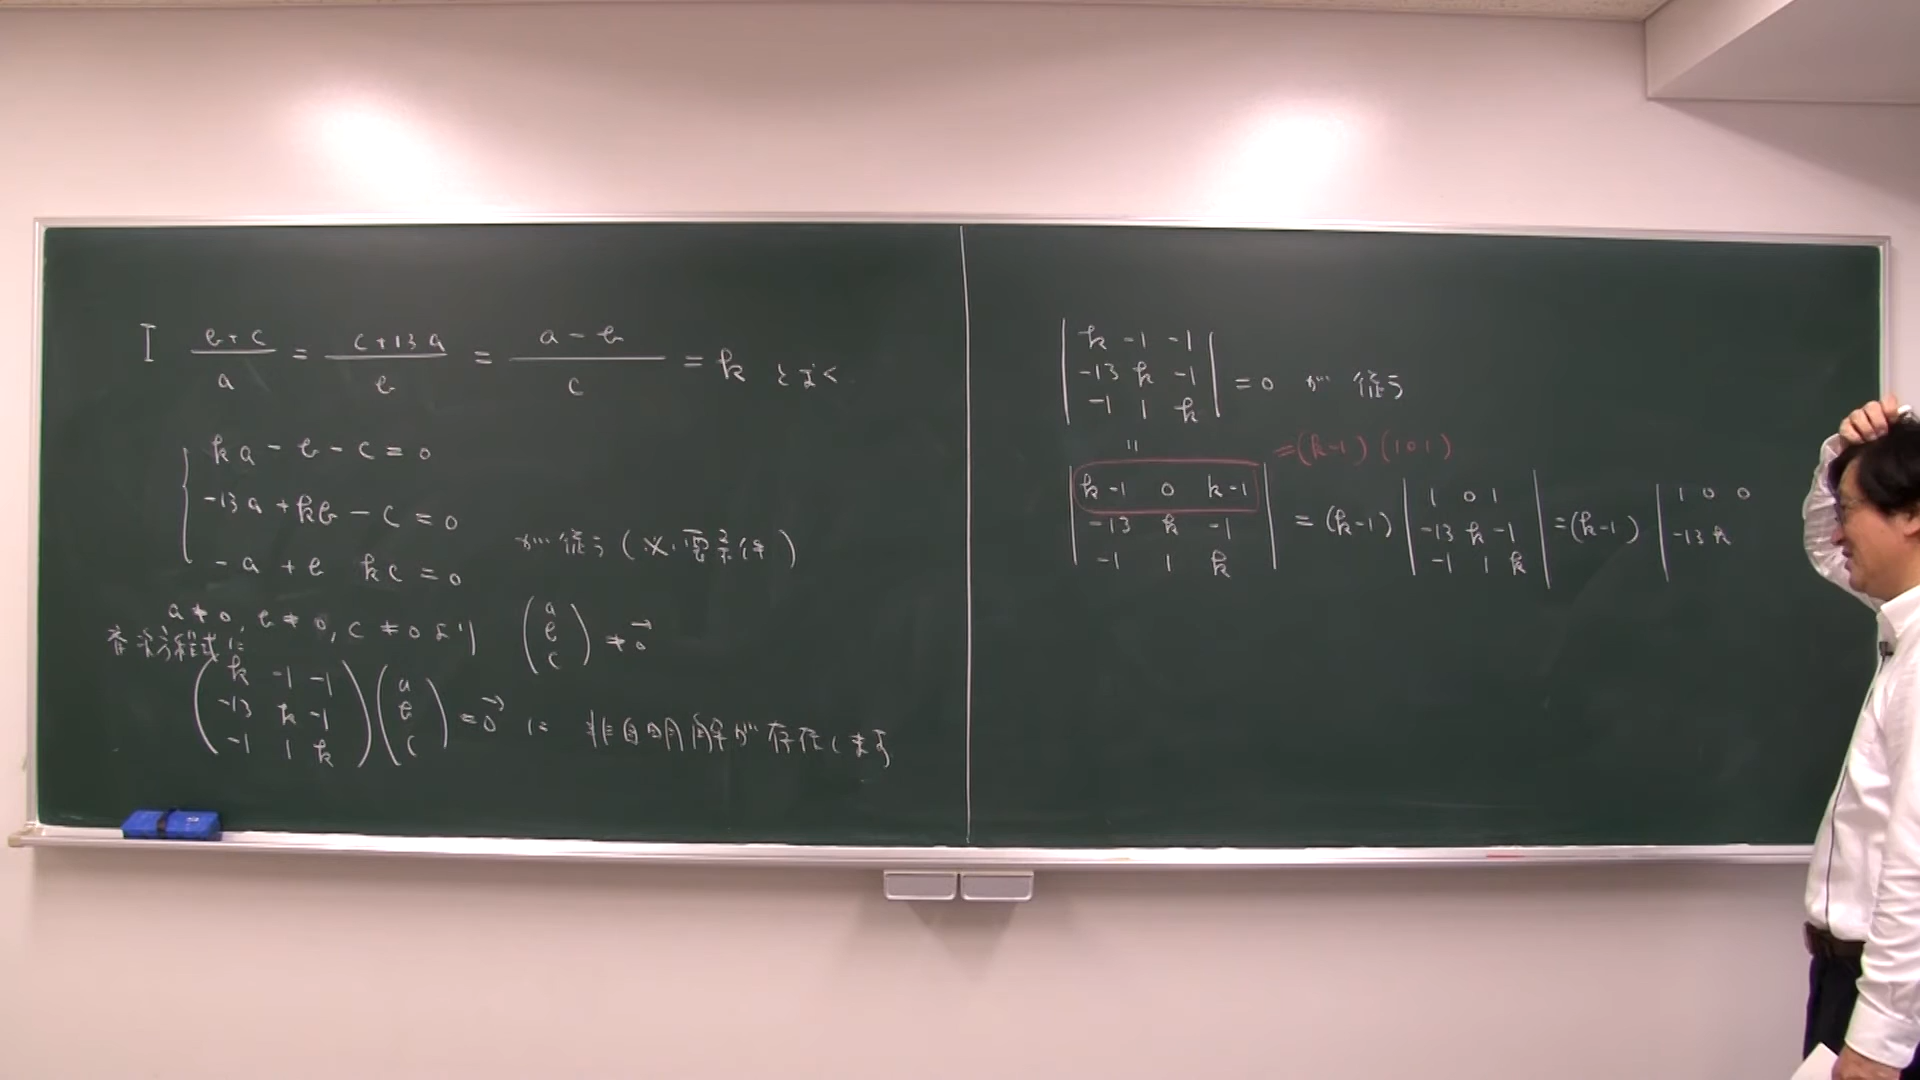 I b+c/a = c+13a/b = a-b/c = k とおく
ka - b - c = 0
-13a + kb - c = 0
が従う (必要条件)
-a + b kc = 0
a ≠ 0, b ≠ 0, c ≠ 0 より (a b c) ≠ 0→
方程式に
(k -1 -1
-13 k -1
-1 1 k) (a b c) = 0→ に 非自明解が存在します
|k -1 -1|
|-13 k -1| = 0 が 従う
|-1 1 k|
=
=(k-1)(1 0 1)
|k-1 0 k-1|
|-13 k -1|
|-1 1 k|
= (k-1)
|1 0 1|
|-13 k -1|
|-1 1 k|
= (k-1)
|1 0 0
-13 k